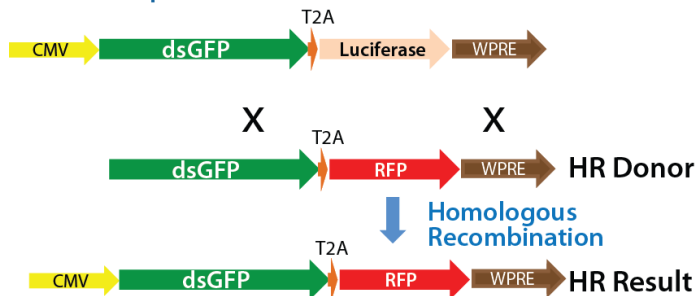 T2A
CMV
dsGFP
Luciferase
WPRE
X
X
T2A
dsGFP
RFP
WPRE
HR Donor
Homologous
Recombination
T2A
CMV
dsGFP
RFP
WPRE
HR Result